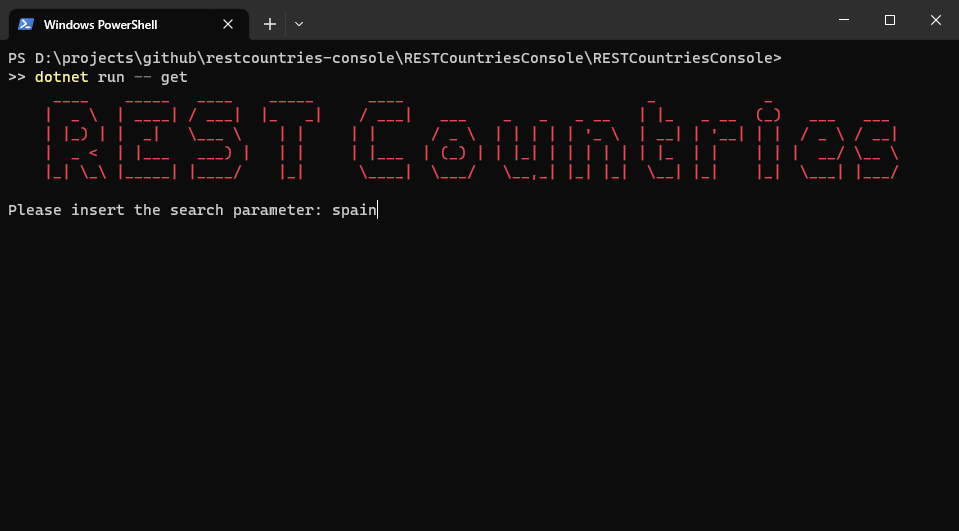 Windows PowerShell
PS D:\projects\github\restcountries-console\RESTCountriesConsole\RESTCountriesConsole>
>> dotnet run -- get
REST Countries
Please insert the search parameter: spain